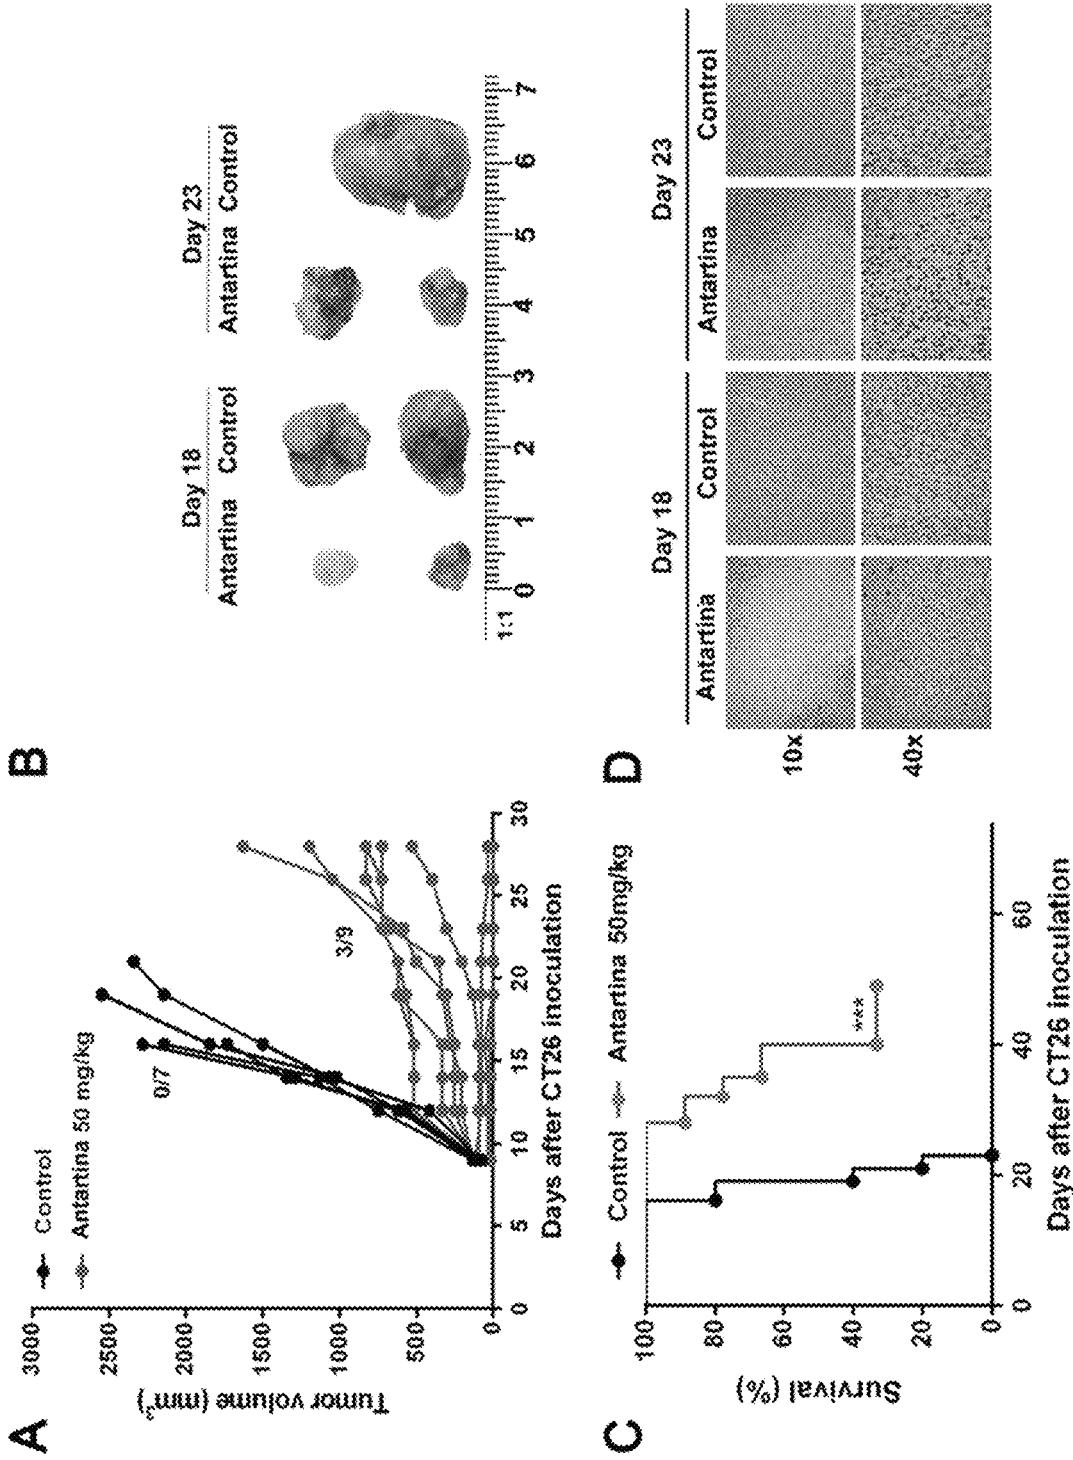 A
Control
Antartina 50 mg/kg
Tumor volume (mm³)
3000
2500
2000
1500
1000
500
0
0/7
3/9
0 5 10 15 20 25 30
Days after CT26 inoculation
B
Day 18 Day 23
Antartina Control Antartina Control
1:1
0 1 2 3 4 5 6 7
C
Control Antartina 50mg/kg
Survival (%)
100
80
60
40
20
0
***
0 20 40 60
Days after CT26 inoculation
D
Day 18 Day 23
Antartina Control Antartina Control
10x
40x